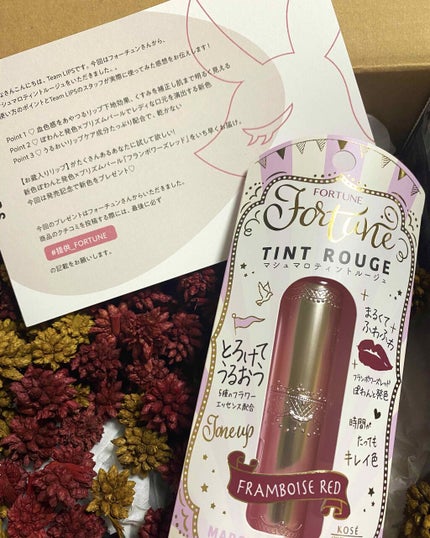 なさんこんにちは、Team LIPSです。今回はフォーチュンさんから、
シュマロティントルージュをいただきました。
使い方のポイントとTeam LIPSのスタッフが実際に使ってみた感想をお伝えします!
Point 1 ♡ 血色感をあやつるリップ下地効果、くすみを補正し肌まで明るく見える
Point 2 ♡ ぽわんと発色×プリズムパールでレディな口元を演出する新色
Point 3 ♡ うるおいリップケア成分たっぷり配合で、乾かない
【お蔵入りリップ】がたくさんあるあなたに試して欲しい!
新色ぽわんと発色×プリズムパール「フランボワーズレッド」をいち早くお届け。
今回は発売記念で新色をプレゼント♡
今回のプレゼントはフォーチュンさんからいただきました。
商品のクチコミを投稿する際には、最後に必ず
#提供_FORTUNE
の記載をお願いします。
FORTUNE
Fortune
TINT ROUGE
マシュマロティントルージュ
まるくて
ふわふわ
とろけて
うるおう
5種のフラワー
エッセンス配合
フランボワーズレッド
ぽわんと発色
Tone up
時間が
たっても
キレイ色
FRAMBOISE RED
KOSÉ